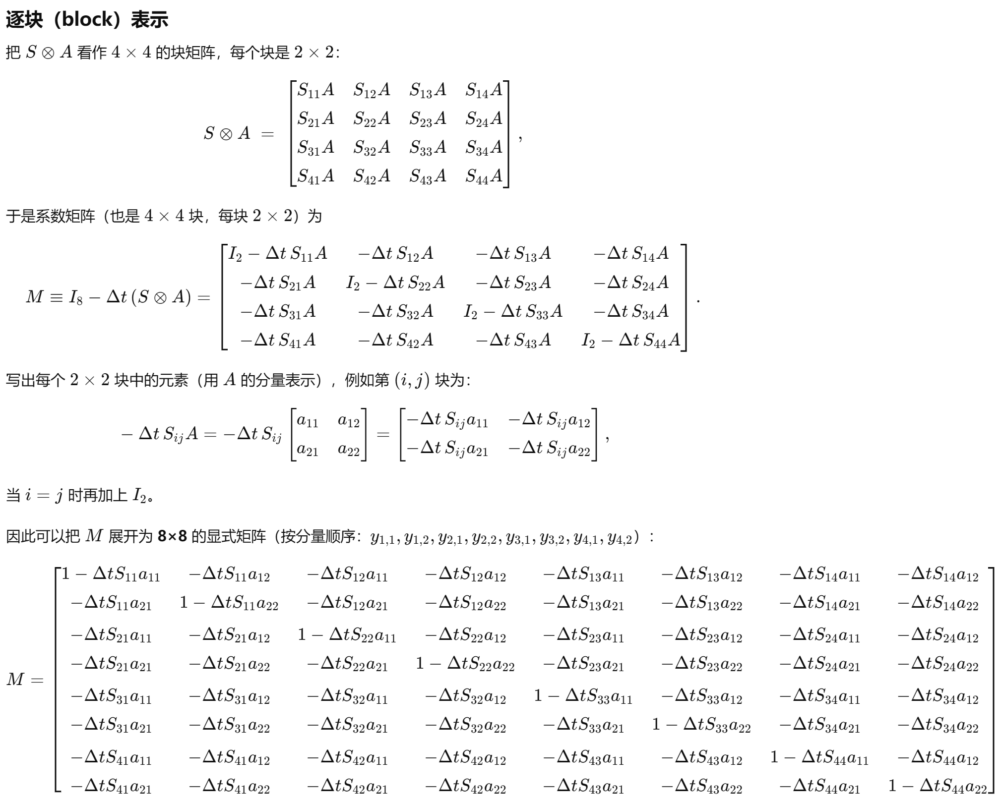 逐块（block）表示
把 $S \otimes A$ 看作 $4 \times 4$ 的块矩阵，每个块是 $2 \times 2$：
$$S \otimes A \ = \ \begin{bmatrix} S_{11}A & S_{12}A & S_{13}A & S_{14}A \\ S_{21}A & S_{22}A & S_{23}A & S_{24}A \\ S_{31}A & S_{32}A & S_{33}A & S_{34}A \\ S_{41}A & S_{42}A & S_{43}A & S_{44}A \end{bmatrix},$$
于是系数矩阵（也是 $4 \times 4$ 块，每块 $2 \times 2$）为
$$M \equiv I_8 - \Delta t\,(S \otimes A) = \begin{bmatrix} I_2 - \Delta t\,S_{11}A & -\Delta t\,S_{12}A & -\Delta t\,S_{13}A & -\Delta t\,S_{14}A \\ -\Delta t\,S_{21}A & I_2 - \Delta t\,S_{22}A & -\Delta t\,S_{23}A & -\Delta t\,S_{24}A \\ -\Delta t\,S_{31}A & -\Delta t\,S_{32}A & I_2 - \Delta t\,S_{33}A & -\Delta t\,S_{34}A \\ -\Delta t\,S_{41}A & -\Delta t\,S_{42}A & -\Delta t\,S_{43}A & I_2 - \Delta t\,S_{44}A \end{bmatrix}.$$
写出每个 $2 \times 2$ 块中的元素（用 $A$ 的分量表示），例如第 $(i,j)$ 块为：
$$-\Delta t\,S_{ij}A = -\Delta t\,S_{ij} \begin{bmatrix} a_{11} & a_{12} \\ a_{21} & a_{22} \end{bmatrix} = \begin{bmatrix} -\Delta t\,S_{ij}a_{11} & -\Delta t\,S_{ij}a_{12} \\ -\Delta t\,S_{ij}a_{21} & -\Delta t\,S_{ij}a_{22} \end{bmatrix},$$
当 $i = j$ 时再加上 $I_2$。
因此可以把 $M$ 展开为 8×8 的显式矩阵（按分量顺序：$y_{1,1}, y_{1,2}, y_{2,1}, y_{2,2}, y_{3,1}, y_{3,2}, y_{4,1}, y_{4,2}$）：
$$M = \begin{bmatrix} 1 - \Delta tS_{11}a_{11} & -\Delta tS_{11}a_{12} & -\Delta tS_{12}a_{11} & -\Delta tS_{12}a_{12} & -\Delta tS_{13}a_{11} & -\Delta tS_{13}a_{12} & -\Delta tS_{14}a_{11} & -\Delta tS_{14}a_{12} \\ -\Delta tS_{11}a_{21} & 1 - \Delta tS_{11}a_{22} & -\Delta tS_{12}a_{21} & -\Delta tS_{12}a_{22} & -\Delta tS_{13}a_{21} & -\Delta tS_{13}a_{22} & -\Delta tS_{14}a_{21} & -\Delta tS_{14}a_{22} \\ -\Delta tS_{21}a_{11} & -\Delta tS_{21}a_{12} & 1 - \Delta tS_{22}a_{11} & -\Delta tS_{22}a_{12} & -\Delta tS_{23}a_{11} & -\Delta tS_{23}a_{12} & -\Delta tS_{24}a_{11} & -\Delta tS_{24}a_{12} \\ -\Delta tS_{21}a_{21} & -\Delta tS_{21}a_{22} & -\Delta tS_{22}a_{21} & 1 - \Delta tS_{22}a_{22} & -\Delta tS_{23}a_{21} & -\Delta tS_{23}a_{22} & -\Delta tS_{24}a_{21} & -\Delta tS_{24}a_{22} \\ -\Delta tS_{31}a_{11} & -\Delta tS_{31}a_{12} & -\Delta tS_{32}a_{11} & -\Delta tS_{32}a_{12} & 1 - \Delta tS_{33}a_{11} & -\Delta tS_{33}a_{12} & -\Delta tS_{34}a_{11} & -\Delta tS_{34}a_{12} \\ -\Delta tS_{31}a_{21} & -\Delta tS_{31}a_{22} & -\Delta tS_{32}a_{21} & -\Delta tS_{32}a_{22} & -\Delta tS_{33}a_{21} & 1 - \Delta tS_{33}a_{22} & -\Delta tS_{34}a_{21} & -\Delta tS_{34}a_{22} \\ -\Delta tS_{41}a_{11} & -\Delta tS_{41}a_{12} & -\Delta tS_{42}a_{11} & -\Delta tS_{42}a_{12} & -\Delta tS_{43}a_{11} & -\Delta tS_{43}a_{12} & 1 - \Delta tS_{44}a_{11} & -\Delta tS_{44}a_{12} \\ -\Delta tS_{41}a_{21} & -\Delta tS_{41}a_{22} & -\Delta tS_{42}a_{21} & -\Delta tS_{42}a_{22} & -\Delta tS_{43}a_{21} & -\Delta tS_{43}a_{22} & -\Delta tS_{44}a_{21} & 1 - \Delta tS_{44}a_{22} \end{bmatrix}$$